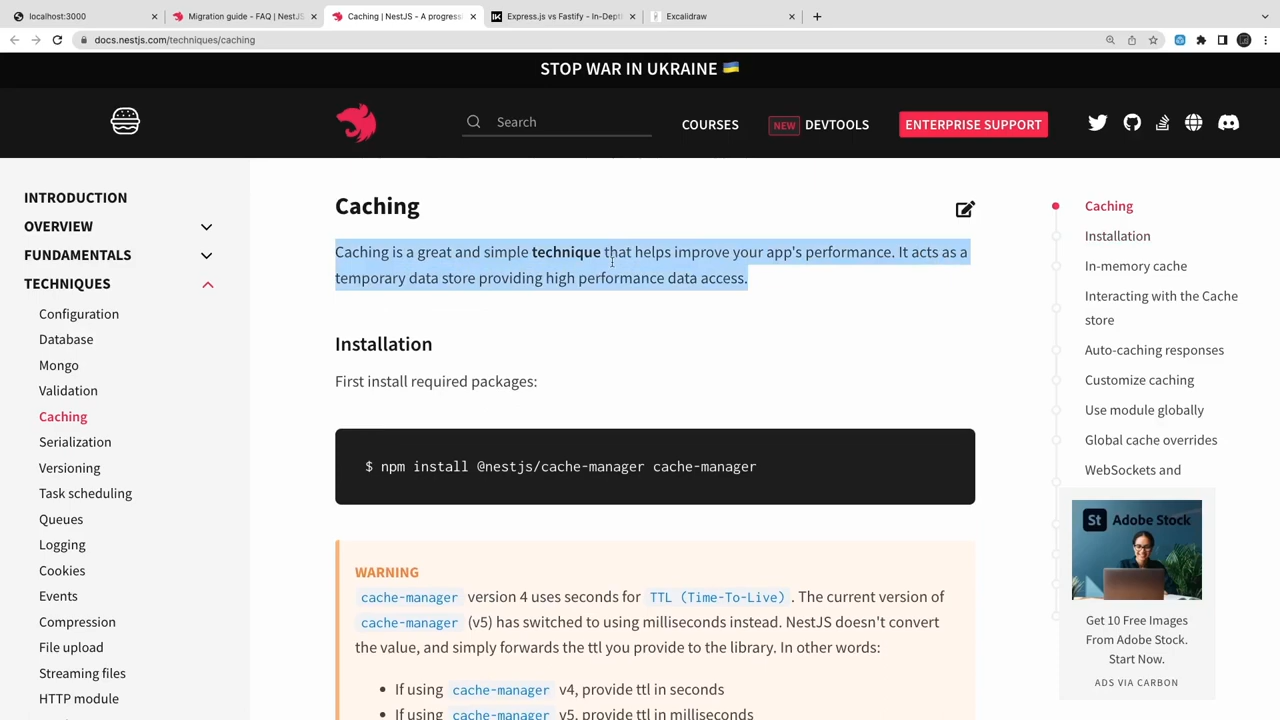 localhost:3000
Migration guide - FAQ | NestJS
Caching | NestJS - A progress
Express.js vs Fastify - In-Dept
Excalidraw
docs.nestjs.com/techniques/caching
STOP WAR IN UKRAINE 🇺🇦
Search
COURSES
NEW DEVTOOLS
ENTERPRISE SUPPORT
INTRODUCTION
OVERVIEW
FUNDAMENTALS
TECHNIQUES
Configuration
Database
Mongo
Validation
Caching
Serialization
Versioning
Task scheduling
Queues
Logging
Cookies
Events
Compression
File upload
Streaming files
HTTP module
Caching
Caching is a great and simple technique that helps improve your app's performance. It acts as a
temporary data store providing high performance data access.
Installation
First install required packages:
$ npm install @nestjs/cache-manager cache-manager
WARNING
cache-manager version 4 uses seconds for TTL (Time-To-Live). The current version of
cache-manager (v5) has switched to using milliseconds instead. NestJS doesn't convert
the value, and simply forwards the ttl you provide to the library. In other words:
• If using cache-manager v4, provide ttl in seconds
• If using cache-manager v5, provide ttl in milliseconds
Caching
Installation
In-memory cache
Interacting with the Cache
store
Auto-caching responses
Customize caching
Use module globally
Global cache overrides
WebSockets and
St Adobe Stock
Get 10 Free Images
From Adobe Stock.
Start Now.
ADS VIA CARBON